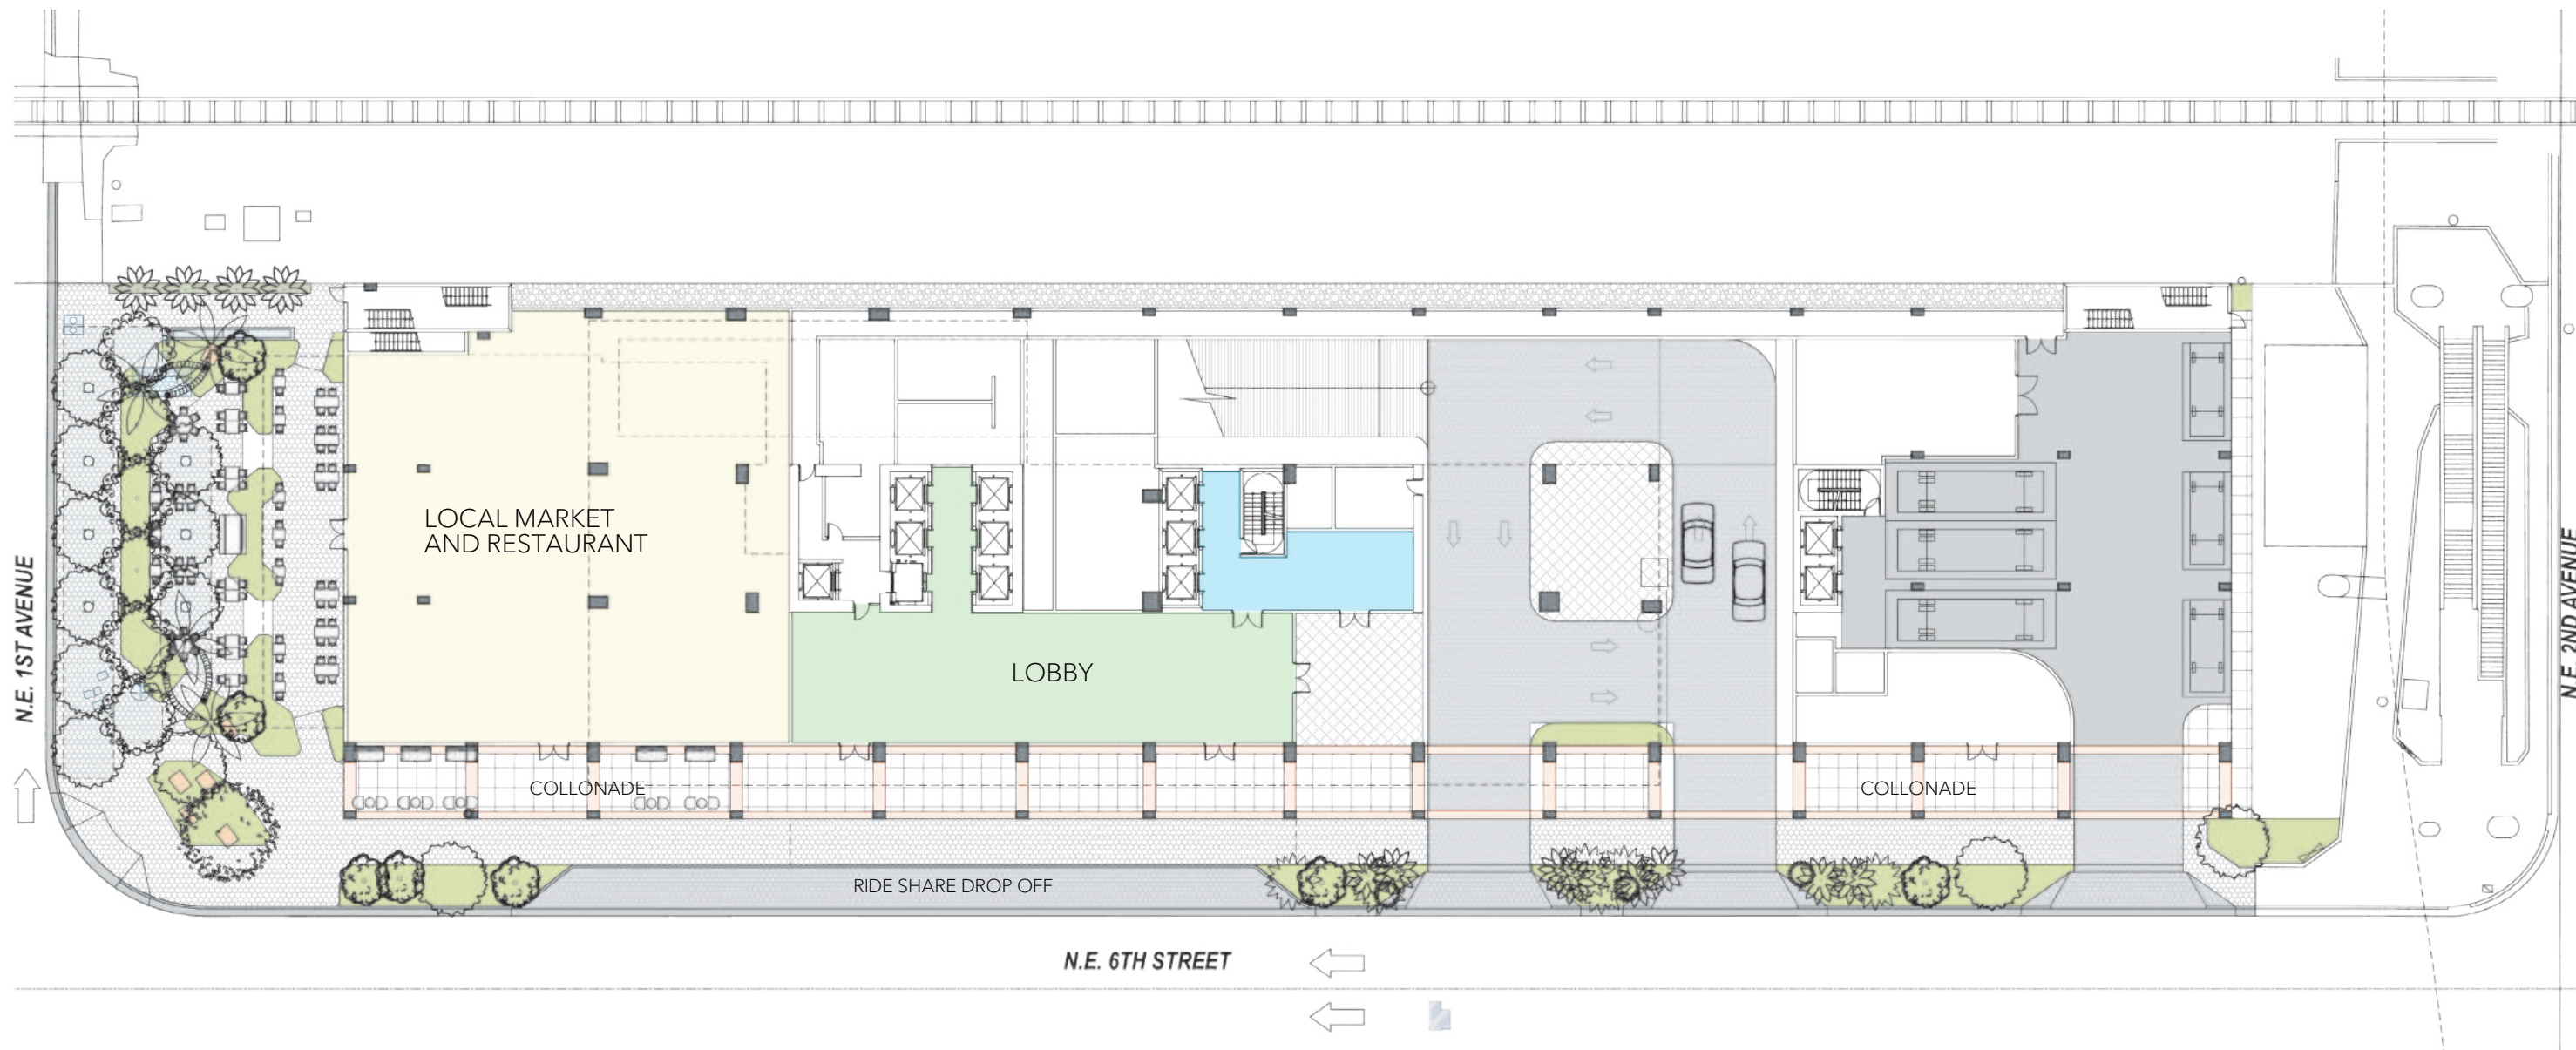 N.E. 1ST AVENUE
LOCAL MARKET
AND RESTAURANT
LOBBY
N.E. 2ND AVENUE
COLLONADE
COLLONADE
RIDE SHARE DROP OFF
N.E. 6TH STREET